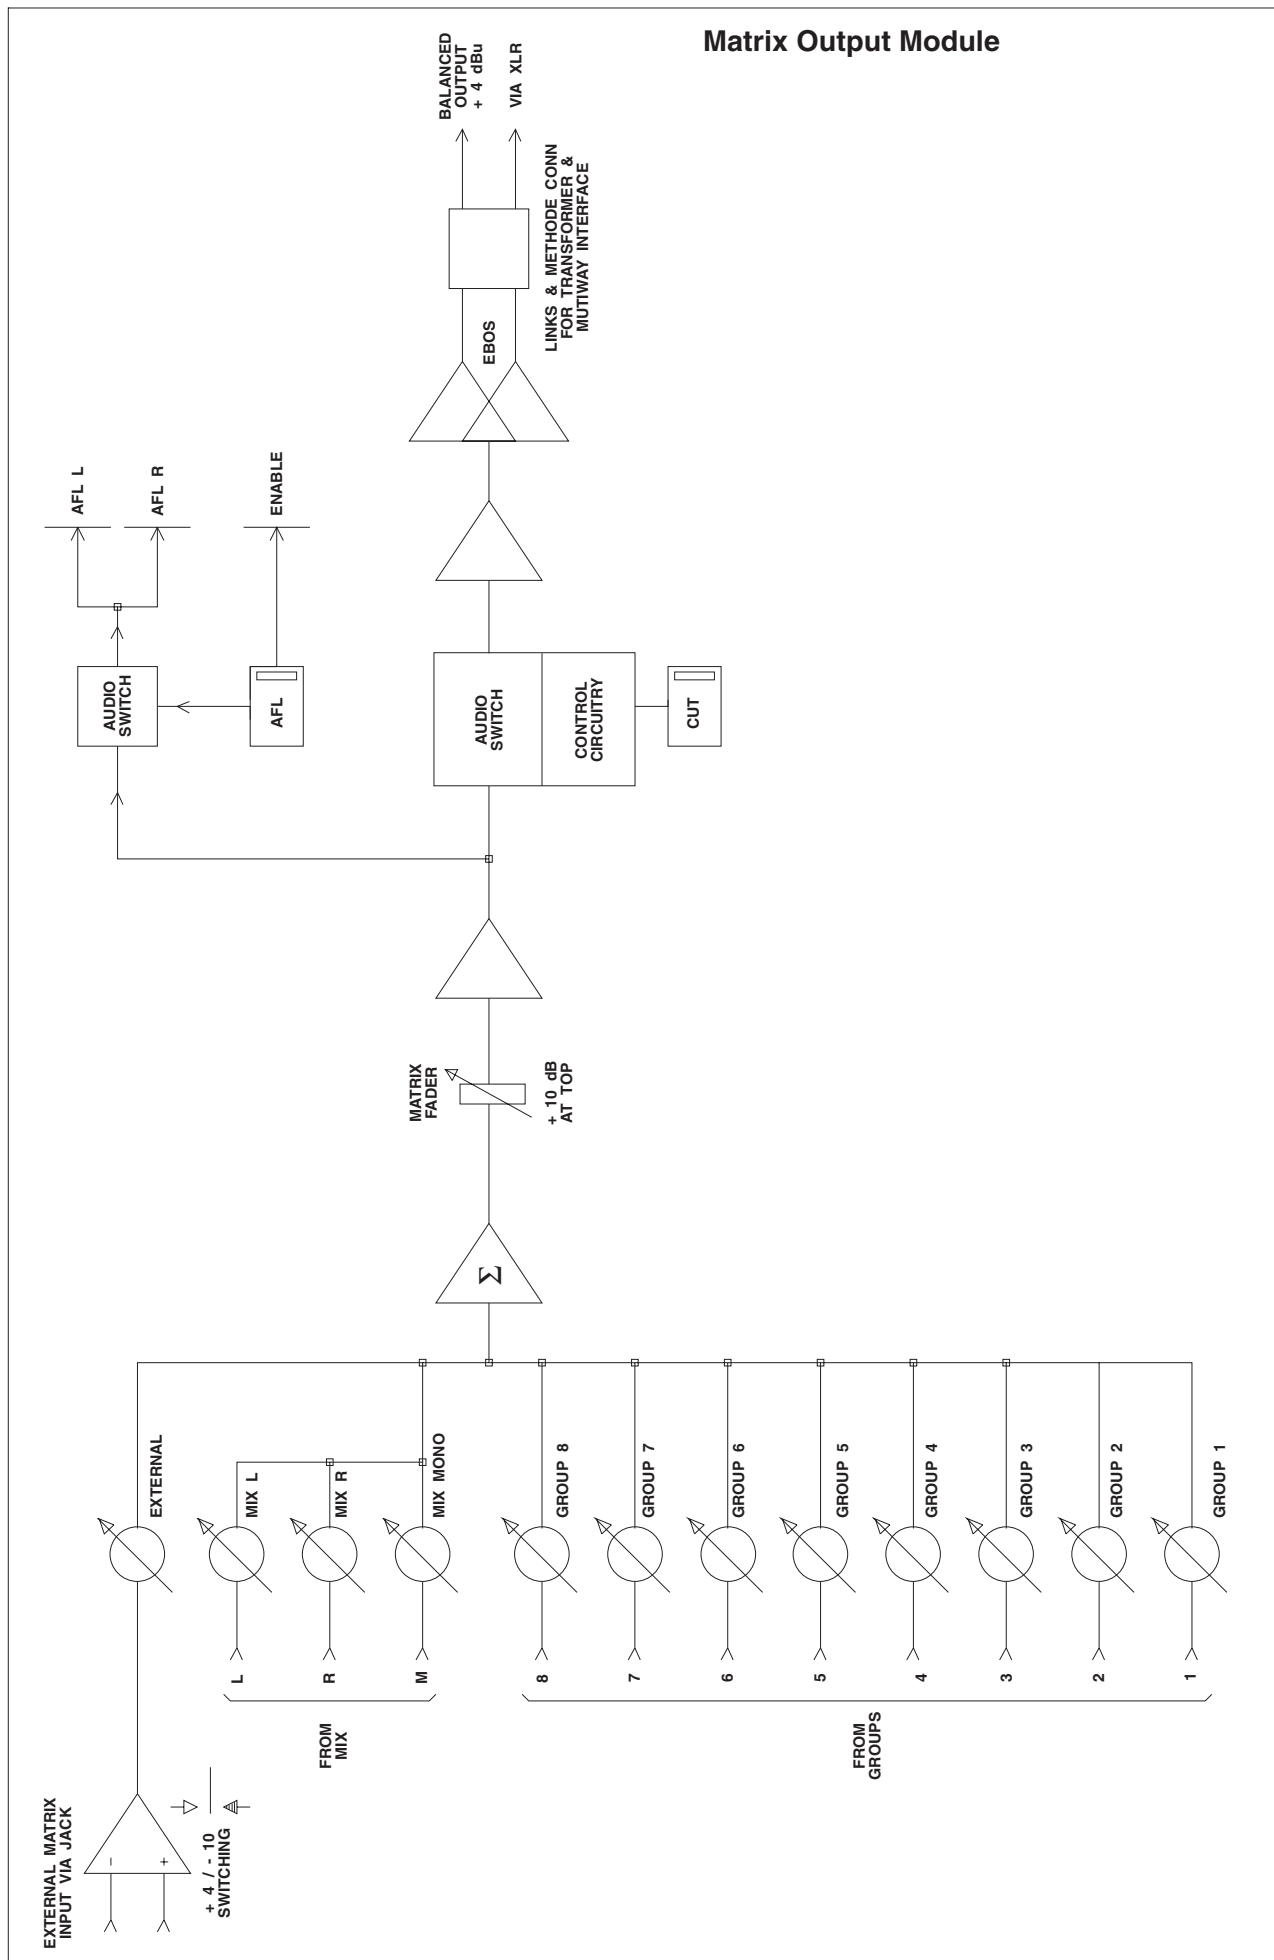 Matrix Output Module
EXTERNAL MATRIX
INPUT VIA JACK
+ 4 / - 10
SWITCHING
EXTERNAL
FROM
MIX
L
MIX L
R
MIX R
M
MIX MONO
FROM
GROUPS
8
GROUP 8
7
GROUP 7
6
GROUP 6
5
GROUP 5
4
GROUP 4
3
GROUP 3
2
GROUP 2
1
GROUP 1
Σ
MATRIX
FADER
+ 10 dB
AT TOP
AUDIO
SWITCH
AFL
AFL L
AFL R
ENABLE
AUDIO
SWITCH
CONTROL
CIRCUITRY
CUT
EBOS
LINKS & METHODE CONN
FOR TRANSFORMER &
MUTIWAY INTERFACE
BALANCED
OUTPUT
+ 4 dBu
VIA XLR
- 
+